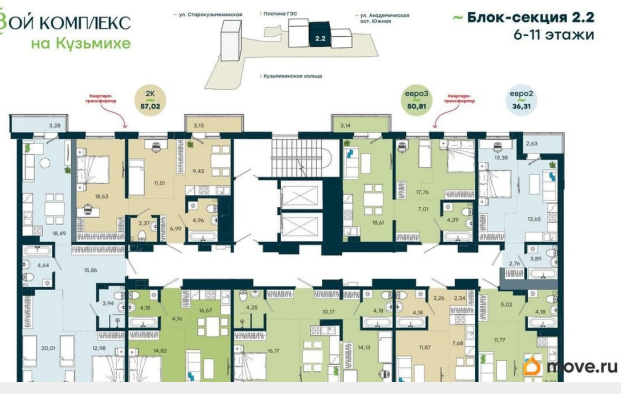 ОЙ КОМПЛЕКС
на Кузьмихе
ул. Старокузьмихинская
Плотина ГЭС
ул. Академическая
ост. Южная
2.2
Кузьмихинское кольцо
~ Блок-секция 2.2
6-11 этажи
Квартира-
трансформер
2К
57,02
евро3
50,81
Квартира-
трансформер
евро2
36,31
3,28
3,13
3,14
2,63
18,63
11,51
9,43
17,76
13,38
18,49
2,37
6,99
4,96
18,61
7,01
4,29
13,65
2,76
3,89
4,64
15,86
3,94
4,18
4,16
16,67
4,25
10,17
4,18
4,18
3,26
2,34
5,02
4,18
20,01
12,98
14,82
16,17
14,13
11,87
7,68
11,77
move.ru